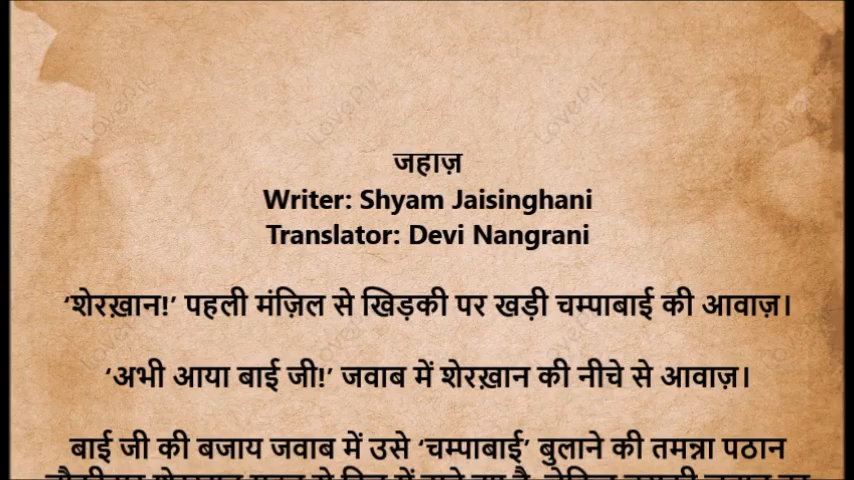 जहाज़
Writer: Shyam Jaisinghani
Translator: Devi Nangrani
‘शेरख़ान!’ पहली मंज़िल से खिड़की पर खड़ी चम्पाबाई की आवाज़।
‘अभी आया बाई जी!’ जवाब में शेरख़ान की नीचे से आवाज़।
बाई जी की बजाय जवाब में उसे ‘चम्पाबाई’ बुलाने की तमन्ना पठान